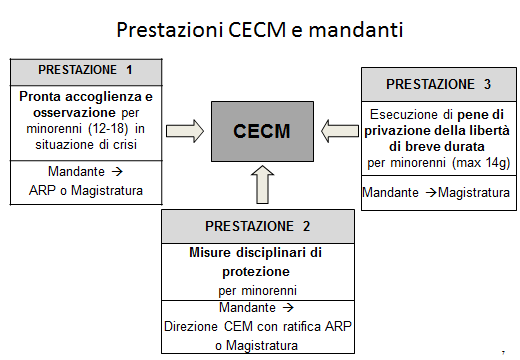 Prestazioni CECM e mandanti
PRESTAZIONE 1
Pronta accoglienza e
osservazione per
minorenni (12-18) in
situazione di crisi
Mandante →
ARP o Magistratura
CECM
PRESTAZIONE 3
Esecuzione di pene di
privazione della libertà
di breve durata
per minorenni (max 14g)
Mandante →Magistratura
PRESTAZIONE 2
Misure disciplinari di
protezione
per minorenni
Mandante →
Direzione CEM con ratifica ARP
o Magistratura
7